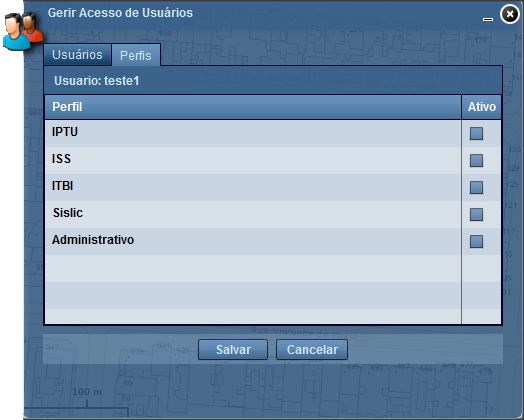 Gerir Acesso de Usuários
Usuários Perfis
Usuario: teste1
Perfil Ativo
IPTU
ISS
ITBI
Sislic
Administrativo
Salvar Cancelar
100 m